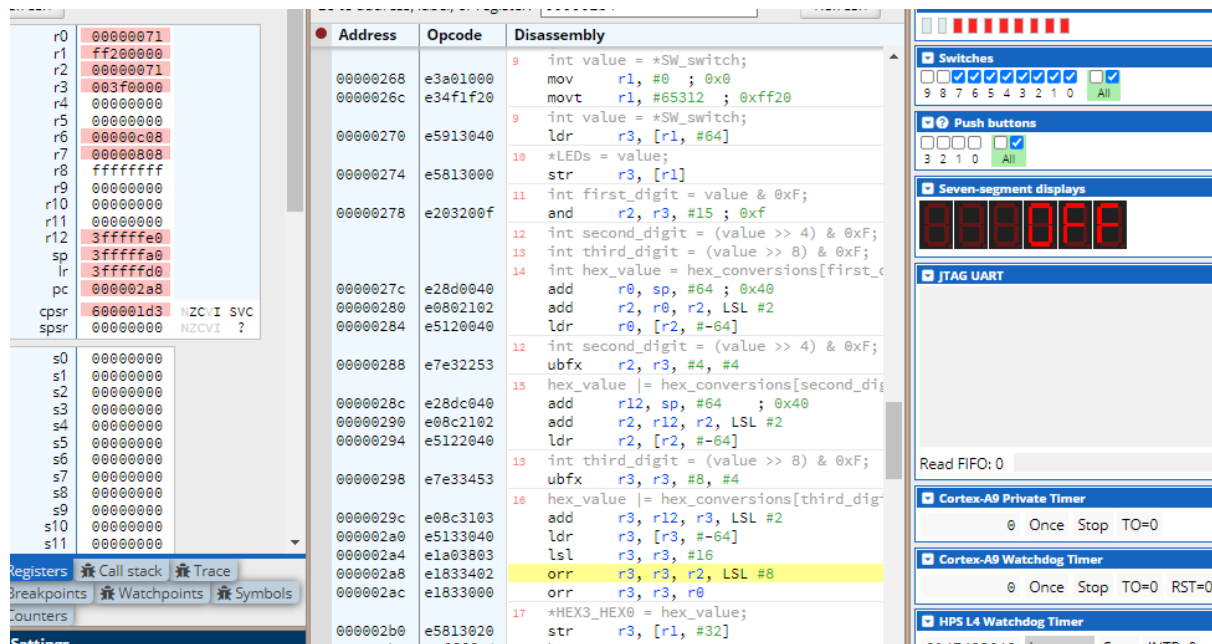 r0 00000071
r1 ff200000
r2 00000071
r3 003f0000
r4 00000000
r5 00000000
r6 00000c08
r7 00000808
r8 ffffffff
r9 00000000
r10 00000000
r11 00000000
r12 3fffffe0
sp 3fffffa0
lr 3fffffd0
pc 000002a8
cpsr 600001d3 NZCVI SVC
spsr 00000000 NZCVI ?
s0 00000000
s1 00000000
s2 00000000
s3 00000000
s4 00000000
s5 00000000
s6 00000000
s7 00000000
s8 00000000
s9 00000000
s10 00000000
s11 00000000
Registers Call stack Trace
Breakpoints Watchpoints Symbols
Counters
Settings
Address Opcode Disassembly
9 int value = *SW_switch;
00000268 e3a01000 mov r1, #0 ; 0x0
0000026c e34f1f20 movt r1, #65312 ; 0xff20
9 int value = *SW_switch;
00000270 e5913040 ldr r3, [r1, #64]
10 *LEDs = value;
00000274 e5813000 str r3, [r1]
11 int first_digit = value & 0xF;
00000278 e203200f and r2, r3, #15 ; 0xf
12 int second_digit = (value >> 4) & 0xF;
13 int third_digit = (value >> 8) & 0xF;
14 int hex_value = hex_conversions[first_d
0000027c e28d0040 add r0, sp, #64 ; 0x40
00000280 e0802102 add r2, r0, r2, LSL #2
00000284 e5120040 ldr r0, [r2, #-64]
12 int second_digit = (value >> 4) & 0xF;
00000288 e7e32253 ubfx r2, r3, #4, #4
15 hex_value |= hex_conversions[second_dig
0000028c e28dc040 add r12, sp, #64 ; 0x40
00000290 e08c2102 add r2, r12, r2, LSL #2
00000294 e5122040 ldr r2, [r2, #-64]
13 int third_digit = (value >> 8) & 0xF;
00000298 e7e33453 ubfx r3, r3, #8, #4
16 hex_value |= hex_conversions[third_digi
0000029c e08c3103 add r3, r12, r3, LSL #2
000002a0 e5133040 ldr r3, [r3, #-64]
000002a4 e1a03803 lsl r3, r3, #16
000002a8 e1833402 orr r3, r3, r2, LSL #8
000002ac e1833000 orr r3, r3, r0
17 *HEX3_HEX0 = hex_value;
000002b0 e5813020 str r3, [r1, #32]
Switches
9 8 7 6 5 4 3 2 1 0 All
Push buttons
3 2 1 0 All
Seven-segment displays
0FF
JTAG UART
Read FIFO: 0
Cortex-A9 Private Timer
0 Once Stop TO=0
Cortex-A9 Watchdog Timer
0 Once Stop TO=0 RST=0
HPS L4 Watchdog Timer